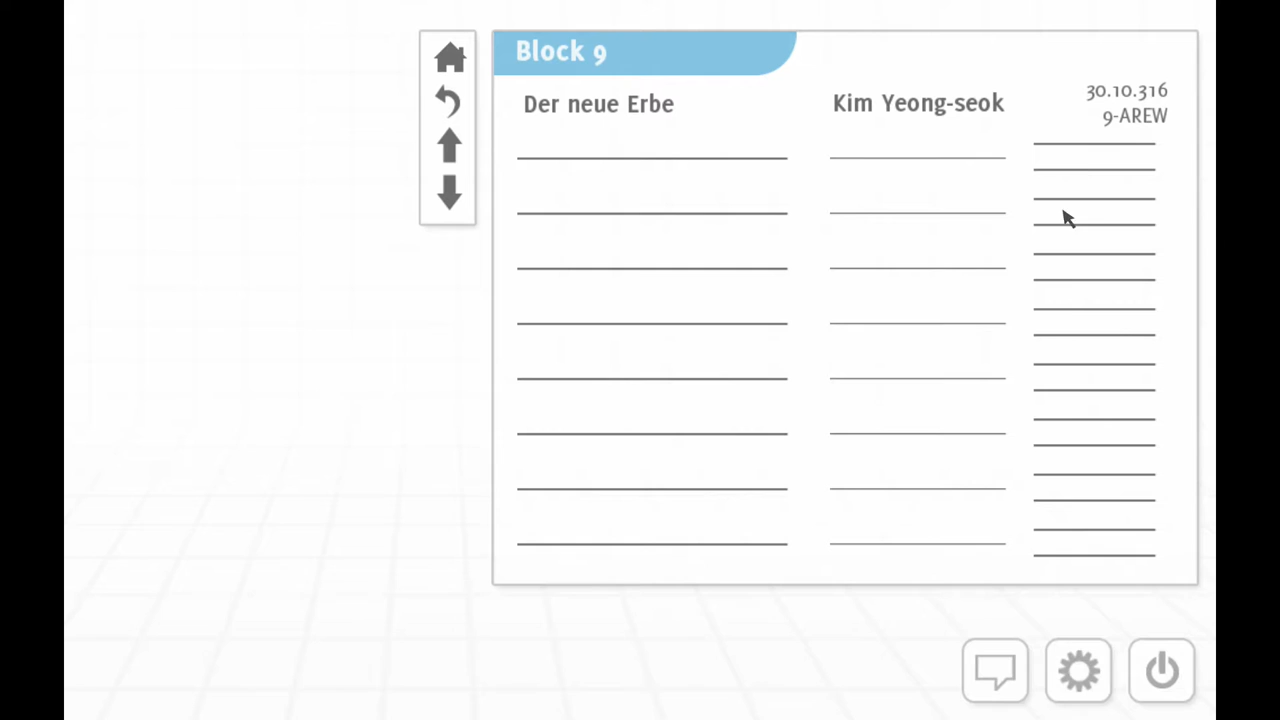 Block 9
Der neue Erbe
Kim Yeong-seok
30.10.316
9-AREW